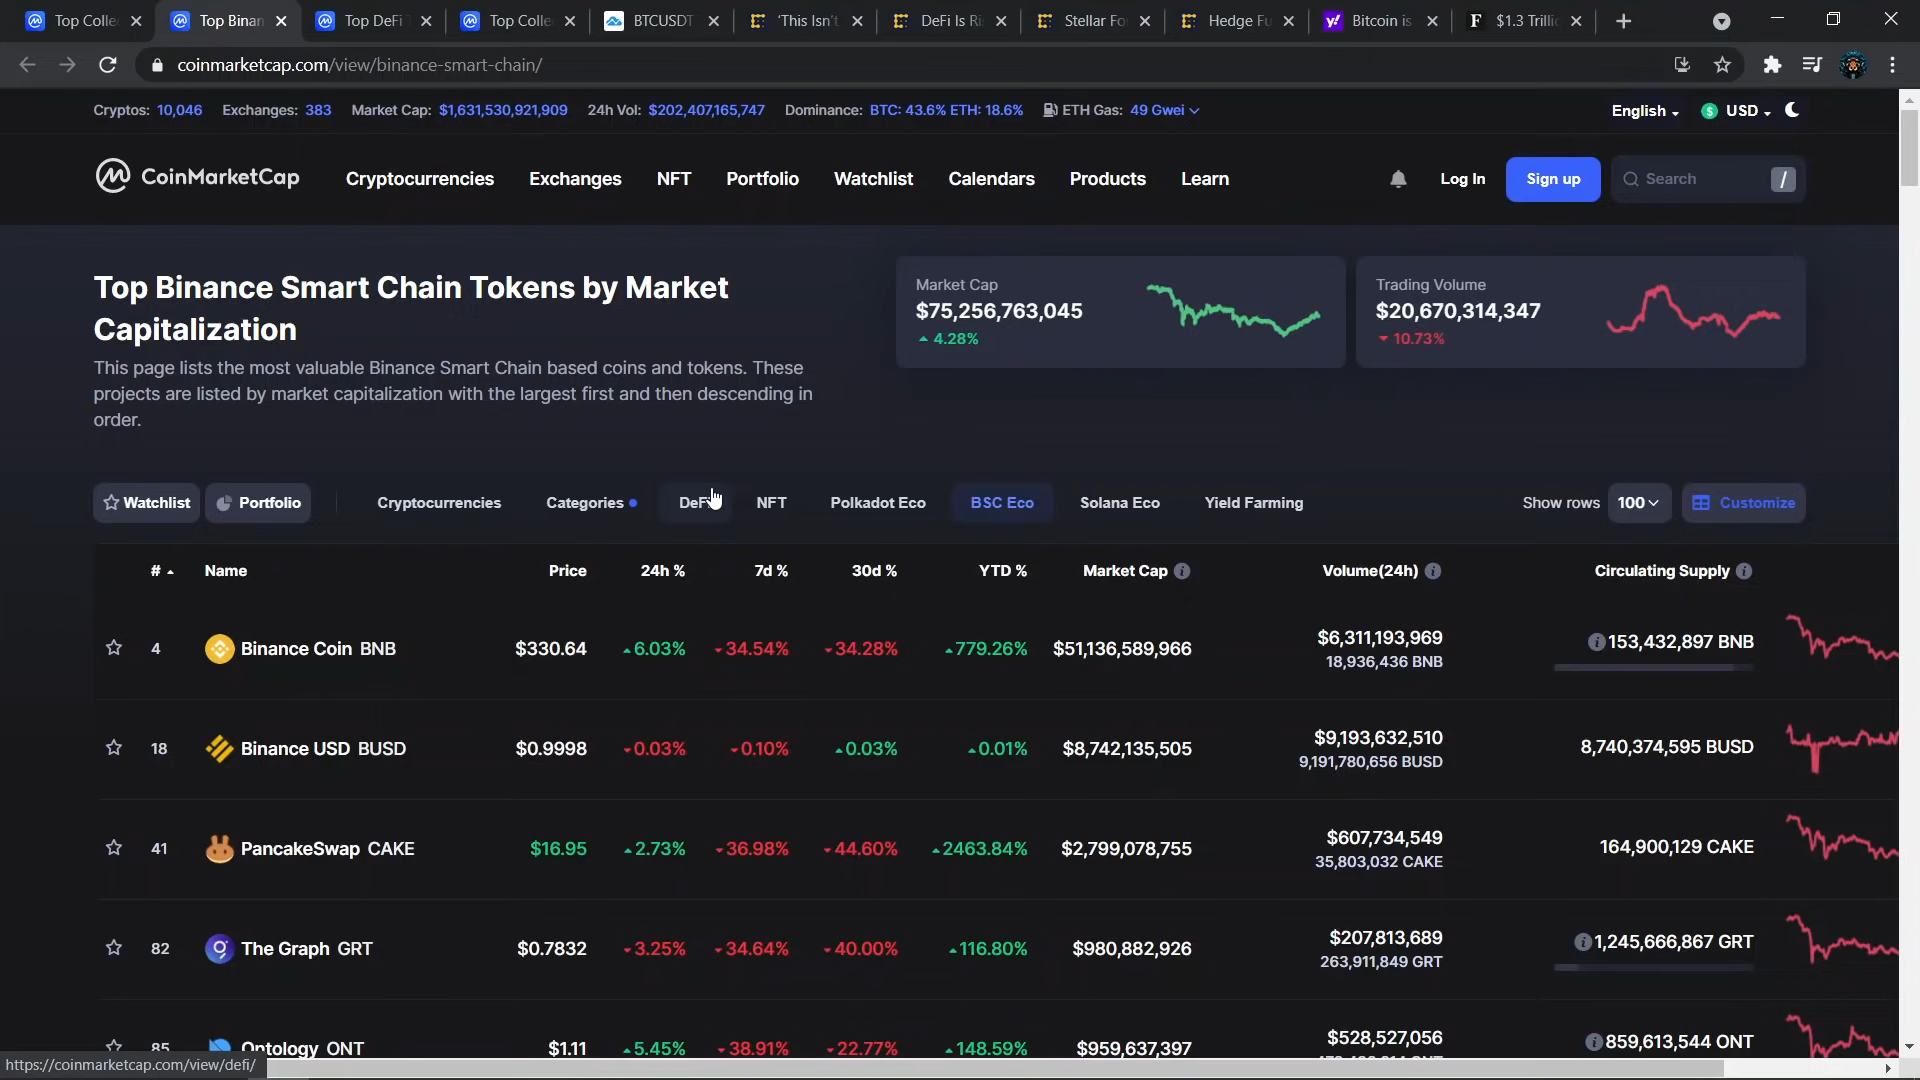 Top Colle
Top Binan
Top DeFi
Top Colle
BTCUSDT
'This Isn't
DeFi Is Ri
Stellar Fo
Hedge Fu
Bitcoin is
$1.3 Trilli
coinmarketcap.com/view/binance-smart-chain/
Cryptos: 10,046 Exchanges: 383 Market Cap: $1,631,530,921,909 24h Vol: $202,407,165,747 Dominance: BTC: 43.6% ETH: 18.6% ETH Gas: 49 Gwei
English $ USD
CoinMarketCap Cryptocurrencies Exchanges NFT Portfolio Watchlist Calendars Products Learn Log In Sign up Search /
Top Binance Smart Chain Tokens by Market
Capitalization
This page lists the most valuable Binance Smart Chain based coins and tokens. These
projects are listed by market capitalization with the largest first and then descending in
order.
Market Cap
$75,256,763,045
4.28%
Trading Volume
$20,670,314,347
10.73%
Watchlist Portfolio Cryptocurrencies Categories DeFi NFT Polkadot Eco BSC Eco Solana Eco Yield Farming Show rows 100 Customize
# Name Price 24h % 7d % 30d % YTD % Market Cap Volume(24h) Circulating Supply
4 Binance Coin BNB $330.64 6.03% 34.54% 34.28% 779.26% $51,136,589,966 $6,311,193,969 153,432,897 BNB
18,936,436 BNB
18 Binance USD BUSD $0.9998 0.03% 0.10% 0.03% 0.01% $8,742,135,505 $9,193,632,510 8,740,374,595 BUSD
9,191,780,656 BUSD
41 PancakeSwap CAKE $16.95 2.73% 36.98% 44.60% 2463.84% $2,799,078,755 $607,734,549 164,900,129 CAKE
35,803,032 CAKE
82 The Graph GRT $0.7832 3.25% 34.64% 40.00% 116.80% $980,882,926 $207,813,689 1,245,666,867 GRT
263,911,849 GRT
85 Ontology ONT $1.11 5.45% 38.91% 22.77% 148.59% $959,637,397 $528,527,056 859,613,544 ONT
https://coinmarketcap.com/view/defi/